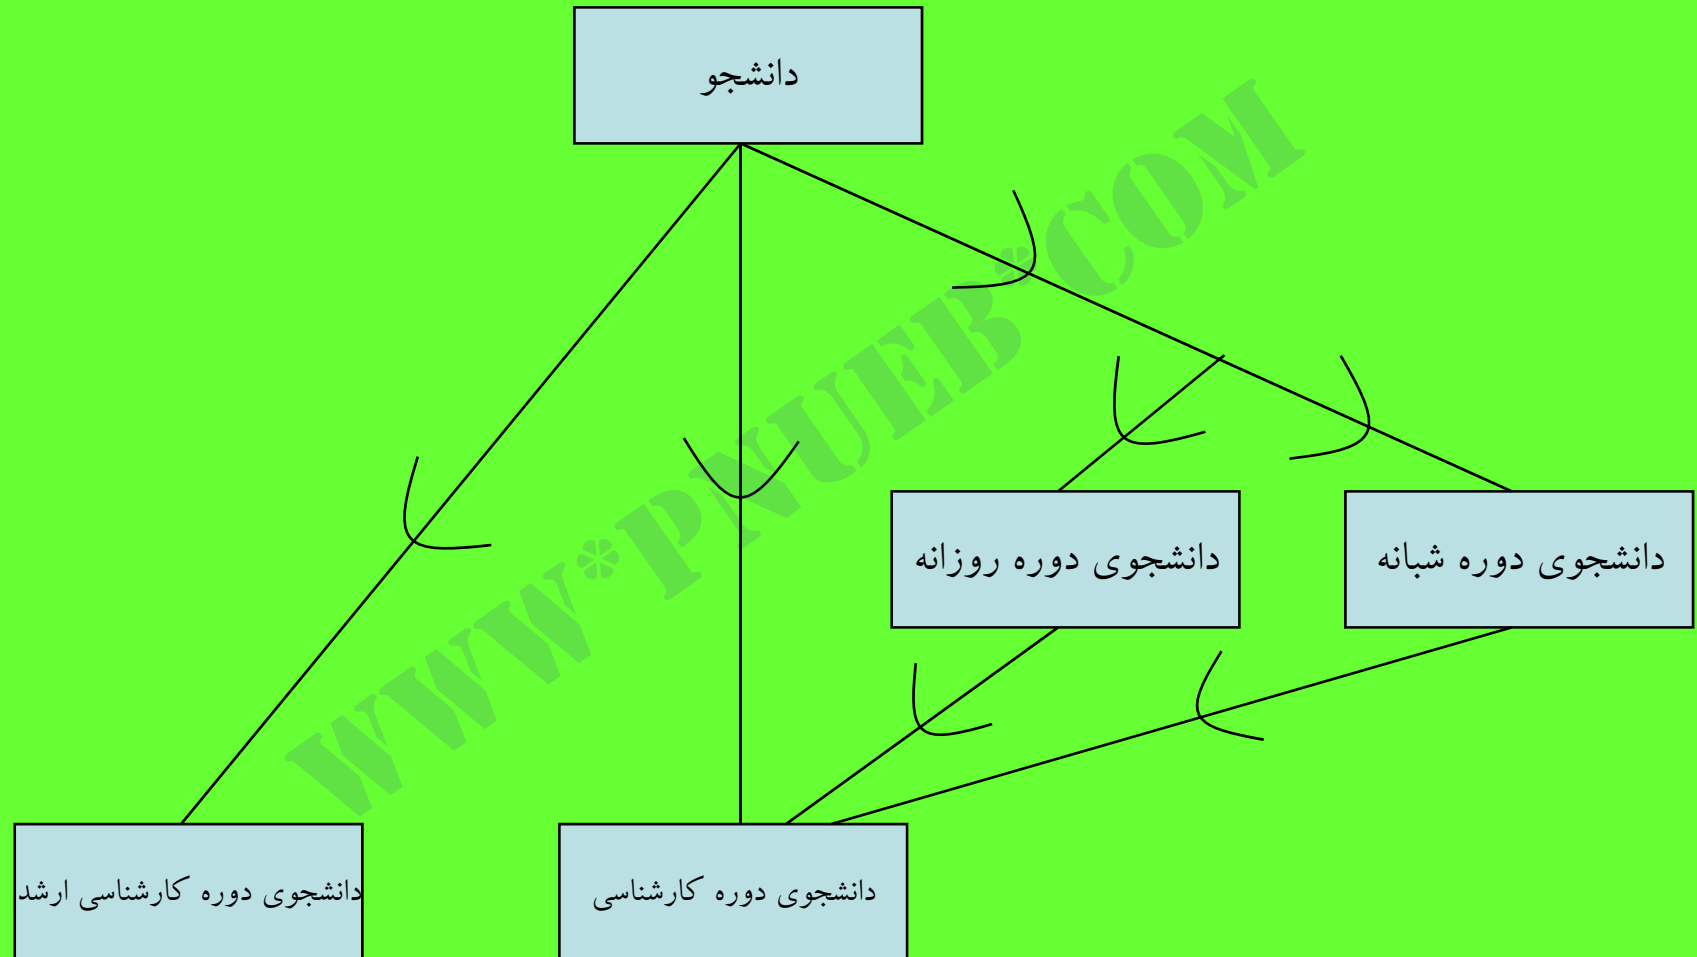 دانشجو
دانشجوی دوره شبانه
دانشجوی دوره روزانه
دانشجوی دوره کارشناسی
دانشجوی دوره کارشناسی ارشد
WWW*PNUEB*COM